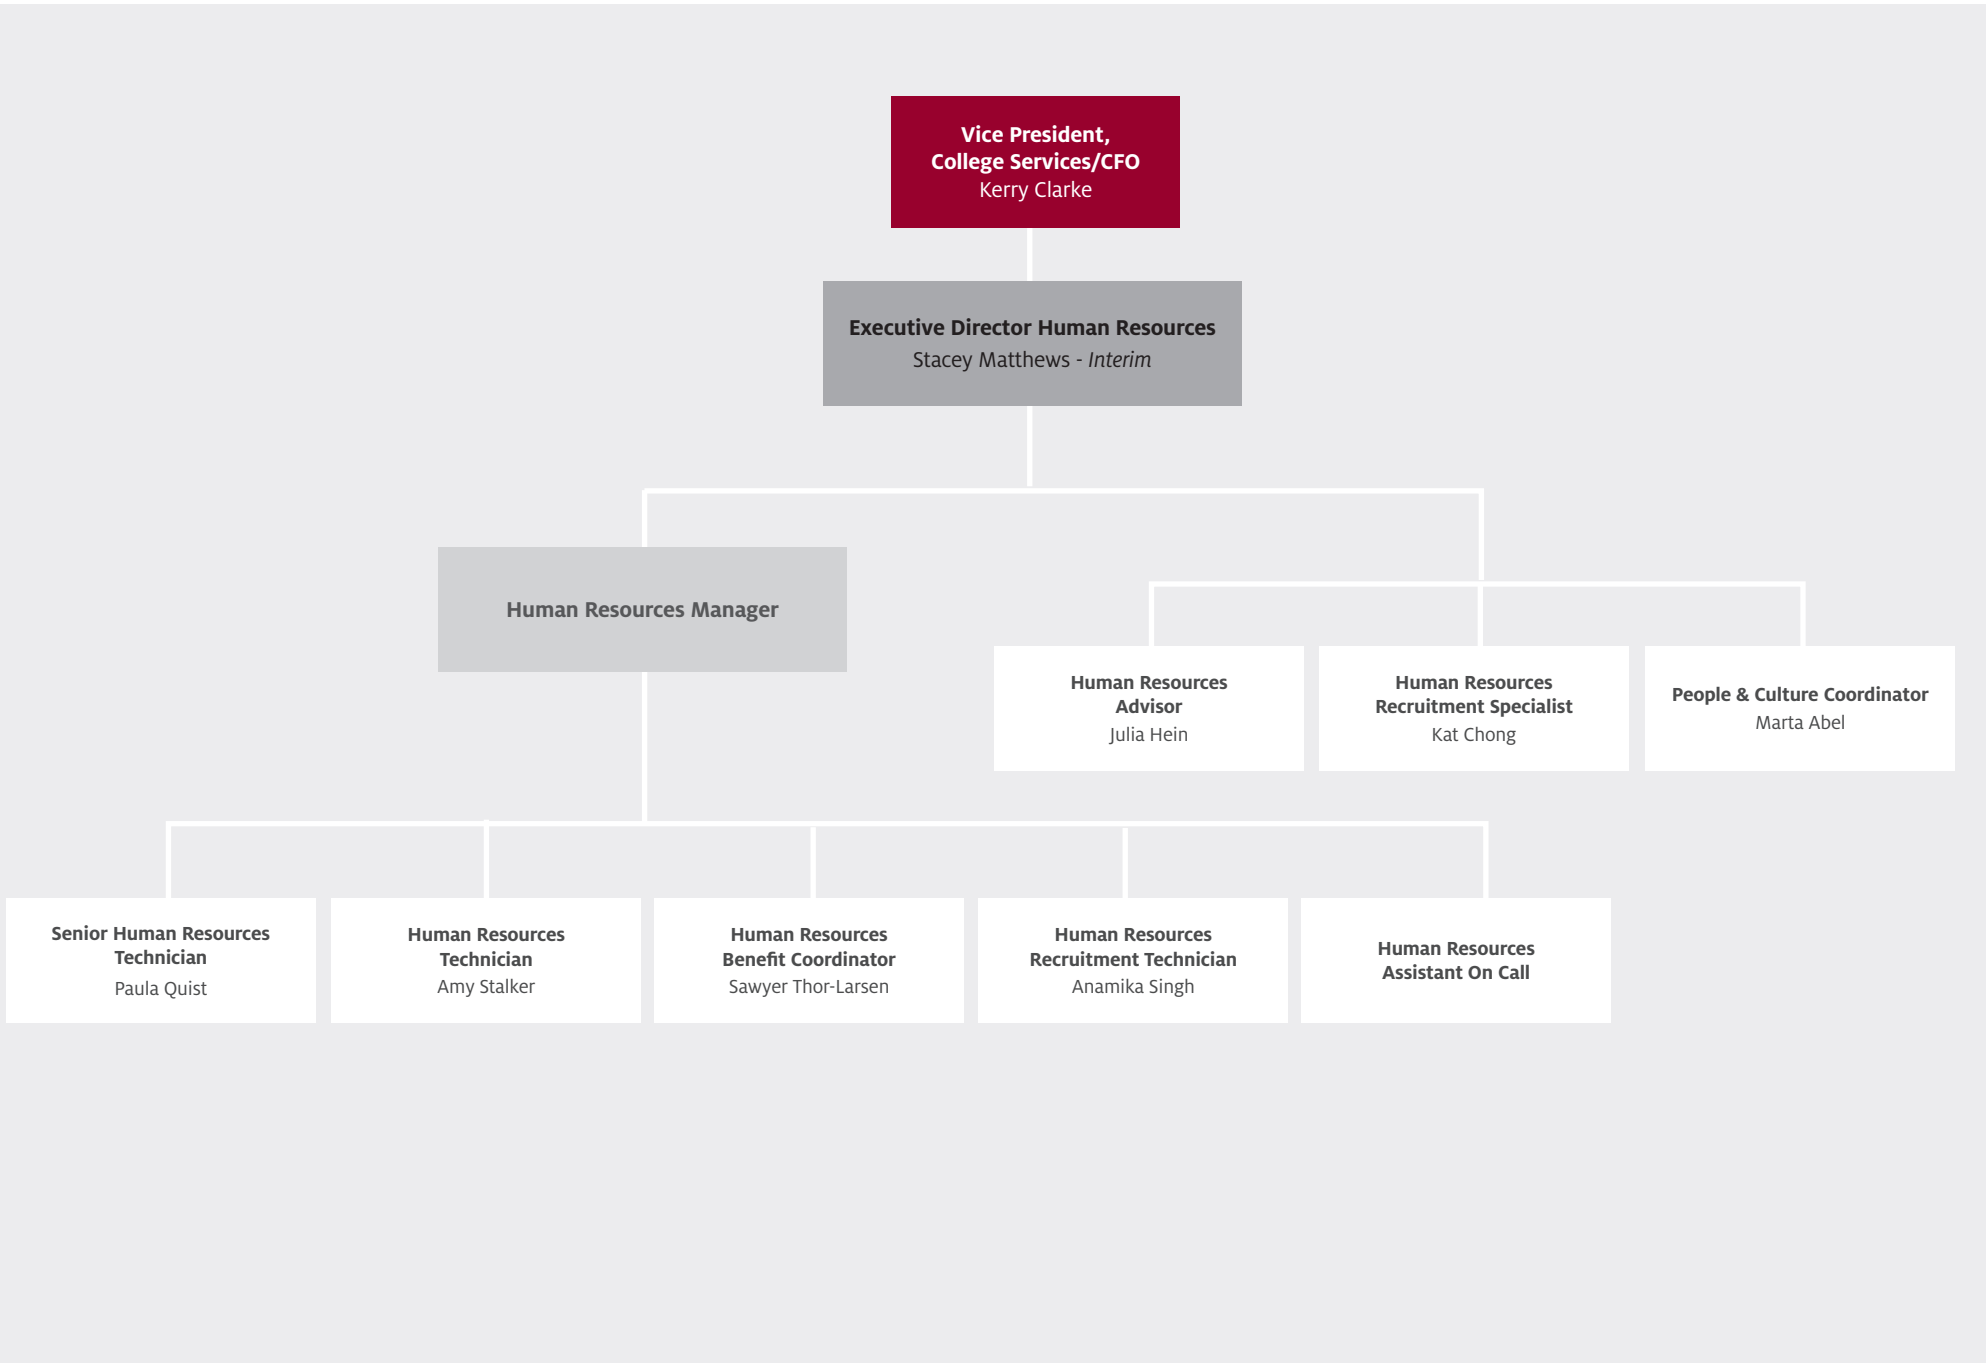 Vice President,
College Services/CFO
Kerry Clarke
Executive Director Human Resources
Stacey Matthews - Interim
Human Resources Manager
Human Resources
Advisor
Julia Hein
Human Resources
Recruitment Specialist
Kat Chong
People & Culture Coordinator
Marta Abel
Senior Human Resources
Technician
Paula Quist
Human Resources
Technician
Amy Stalker
Human Resources
Benefit Coordinator
Sawyer Thor-Larsen
Human Resources
Recruitment Technician
Anamika Singh
Human Resources
Assistant On Call